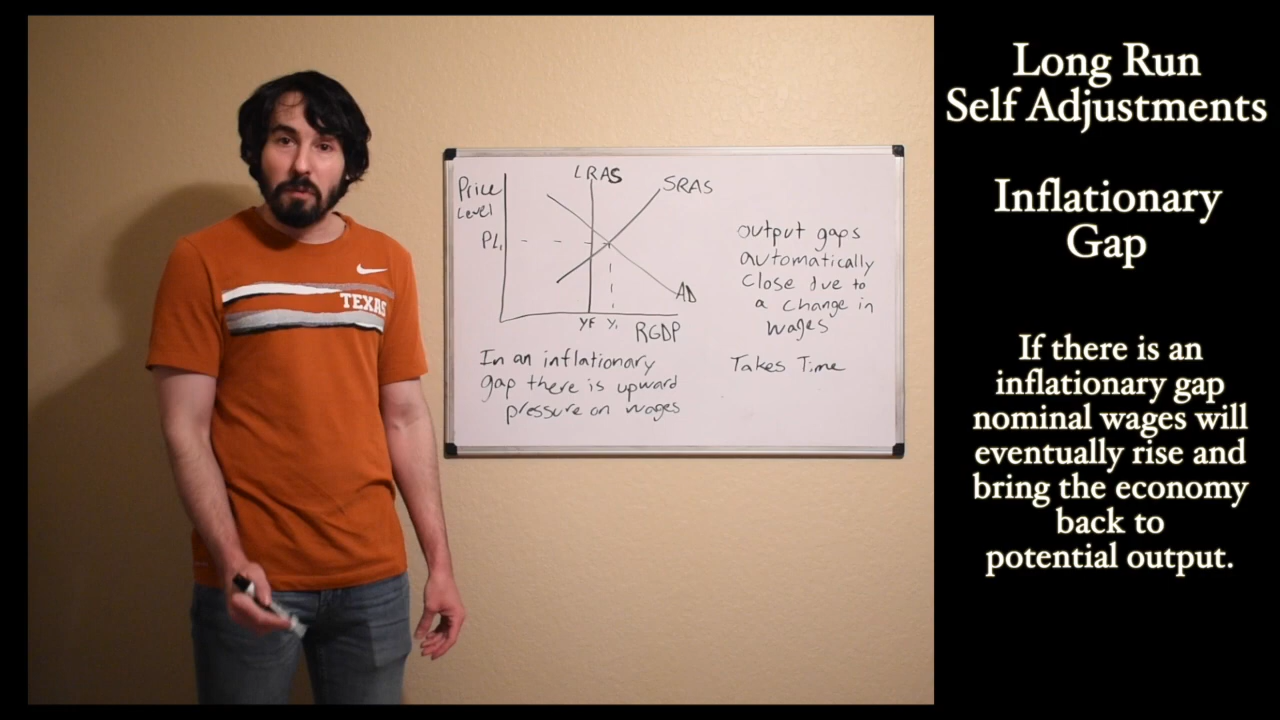 Long Run
Self Adjustments
Inflationary
Gap
If there is an
inflationary gap
nominal wages will
eventually rise and
bring the economy
back to
potential output.
TEXAS
Price
Level
LRAS
SRAS
PL₁
AD
YF Y₁
RGDP
In an inflationary
gap there is upward
pressure on wages
output gaps
automatically
close due to
a change in
wages
Takes Time